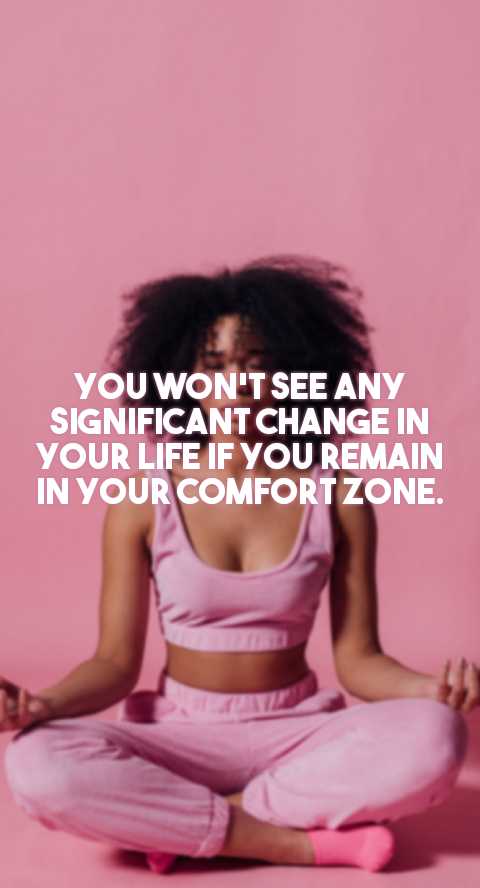 YOU WON'T SEE ANY
SIGNIFICANT CHANGE IN
YOUR LIFE IF YOU REMAIN
IN YOUR COMFORT ZONE.